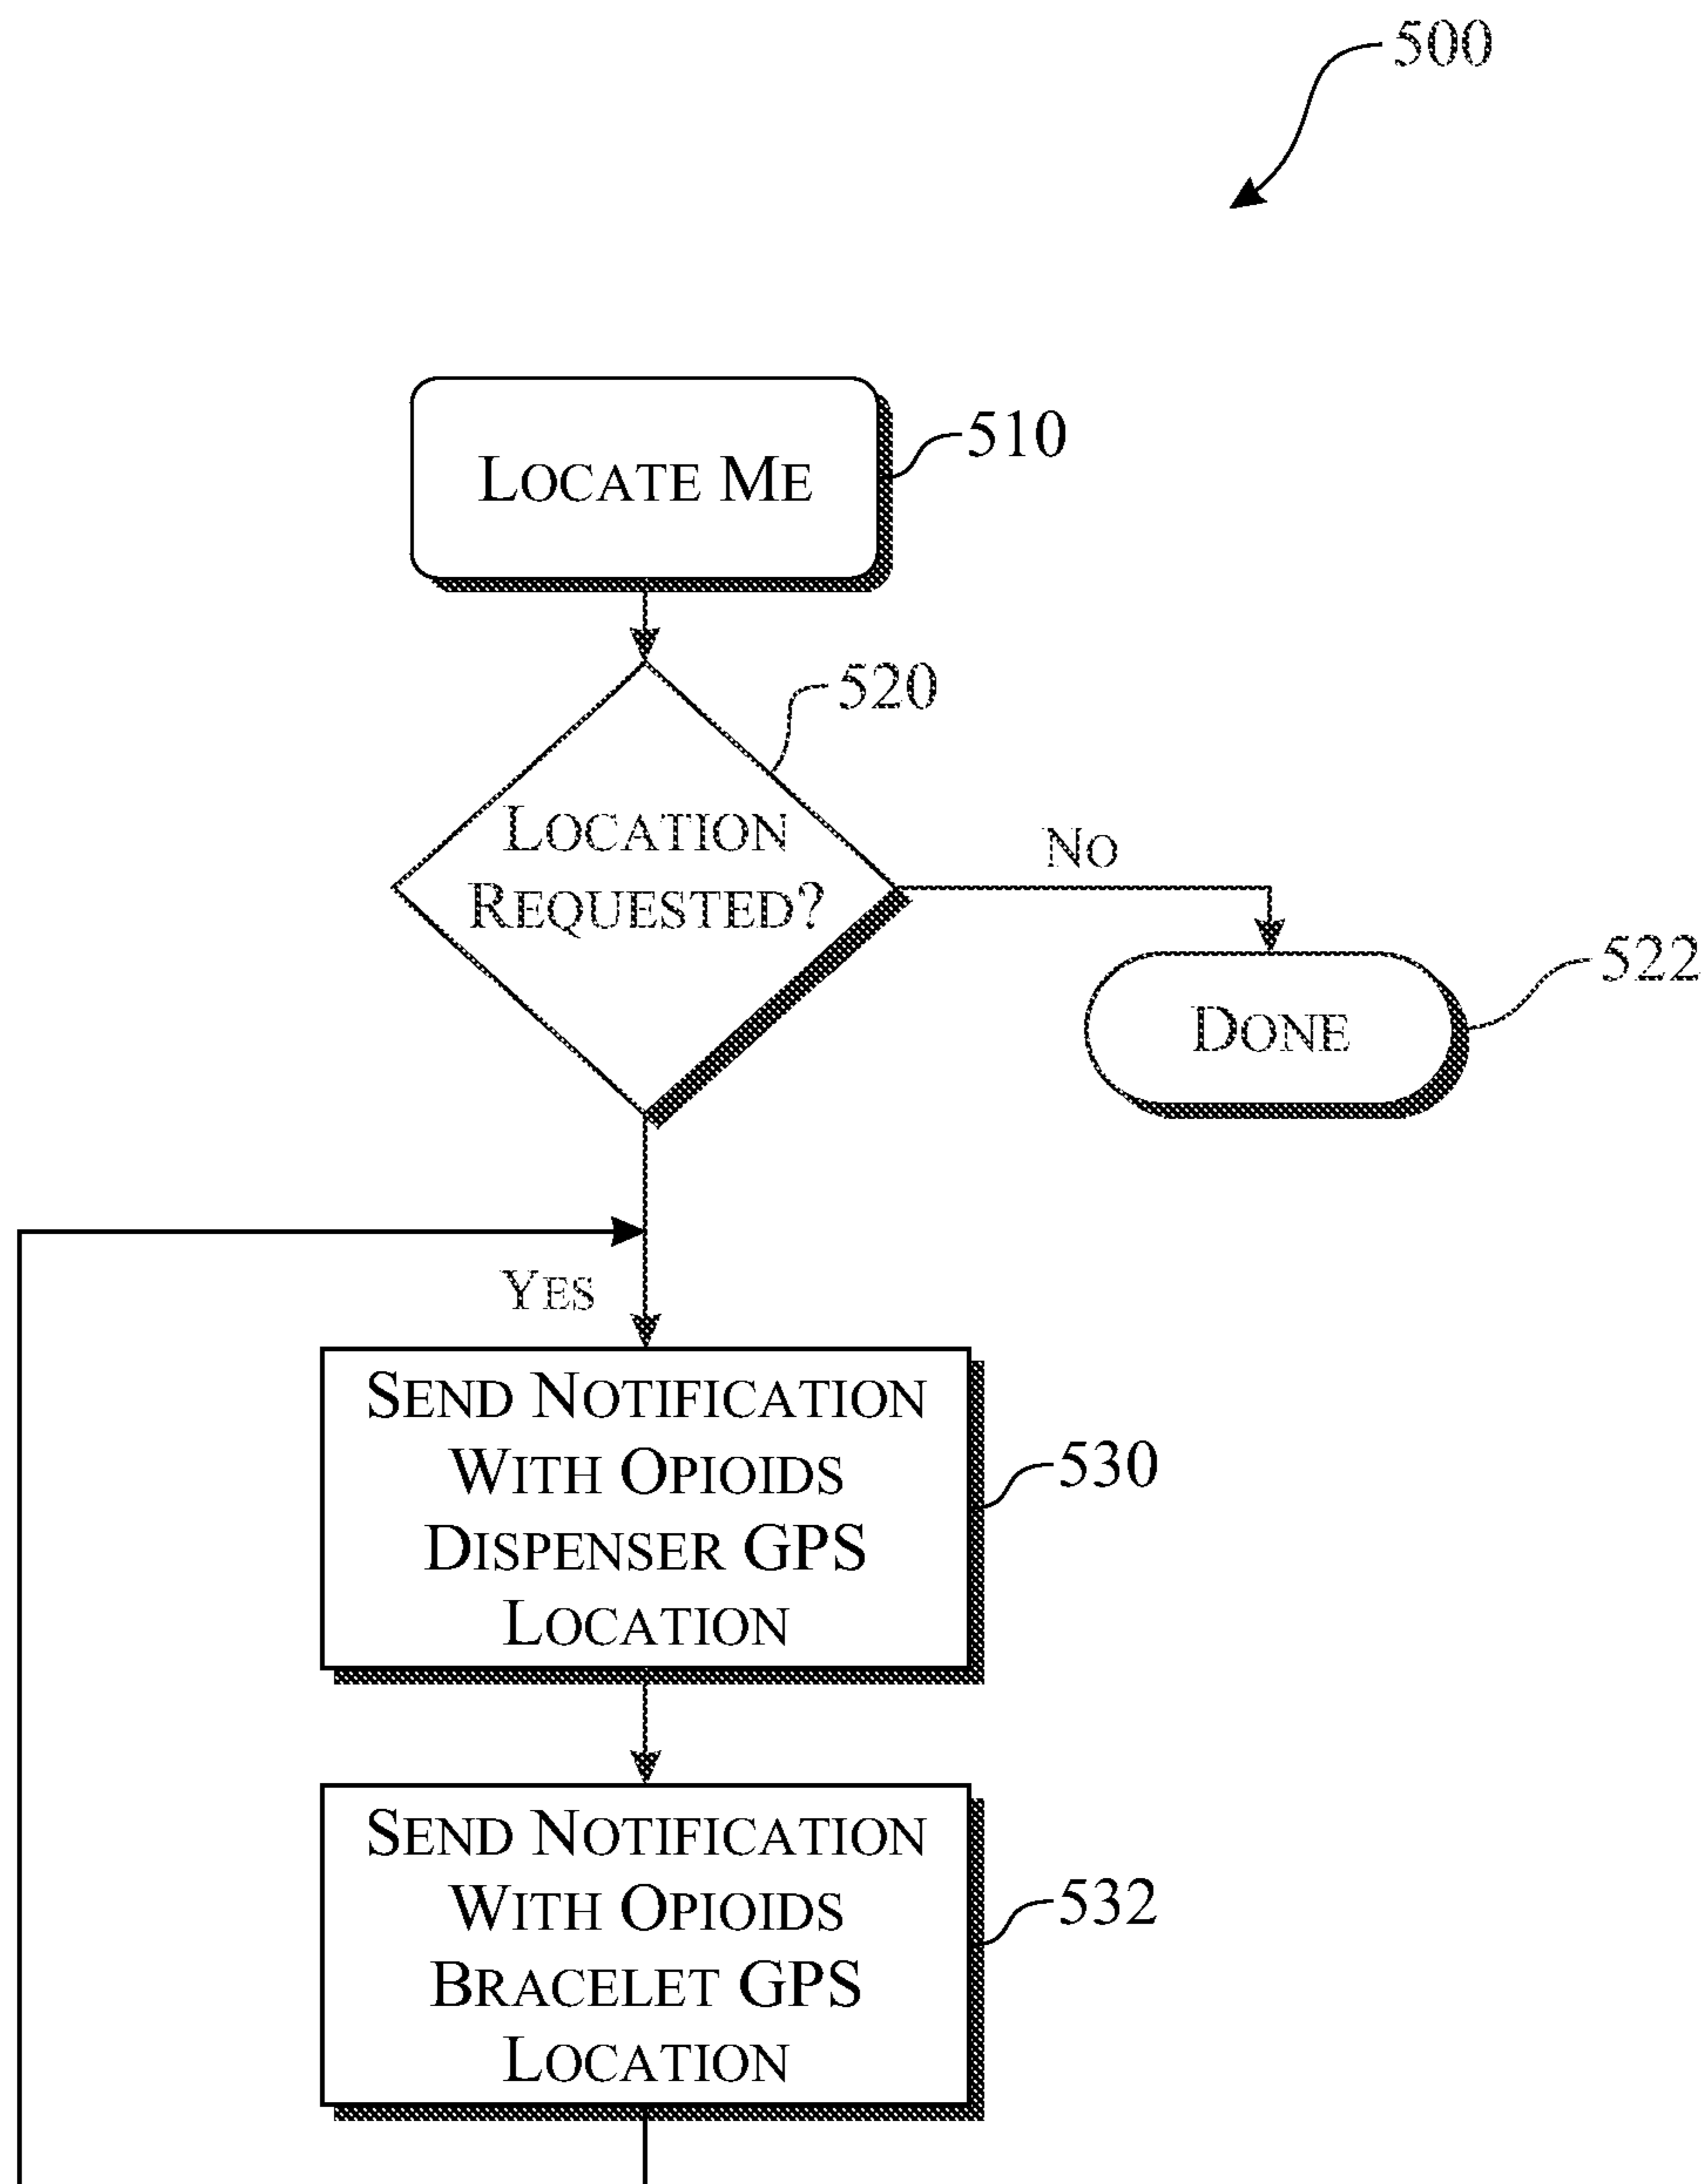 500
LOCATE ME
510
520
LOCATION
REQUESTED?
NO
522
DONE
YES
SEND NOTIFICATION
WITH OPIOIDS
DISPENSER GPS
LOCATION
530
SEND NOTIFICATION
WITH OPIOIDS
BRACELET GPS
LOCATION
532